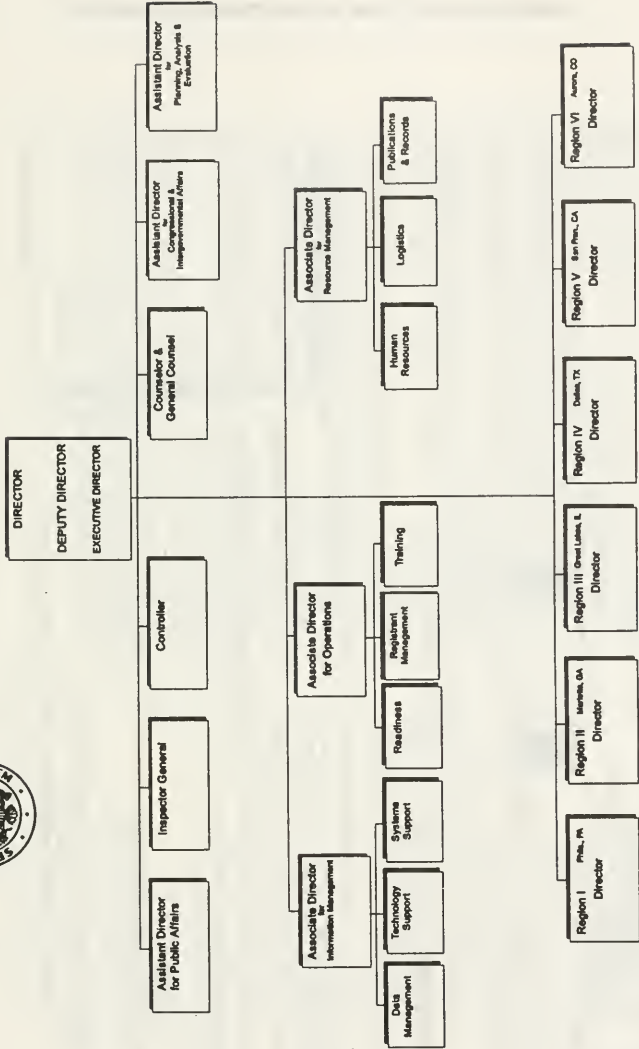 DIRECTOR
DEPUTY DIRECTOR
EXECUTIVE DIRECTOR
Assistant Director
for Public Affairs
Inspector General
Controller
Counselor &
General Counsel
Assistant Director
for
Congressional &
Intergovernmental Affairs
Assistant Director
for
Planning, Analysis &
Evaluation
Associate Director
for
Information Management
Associate Director
for Operations
Associate Director
for
Resource Management
Data
Management
Technology
Support
Systems
Support
Readiness
Registrant
Management
Training
Human
Resources
Logistics
Publications
& Records
Region I Phila., PA
Director
Region II Marietta, GA
Director
Region III Great Lakes, IL
Director
Region IV Dallas, TX
Director
Region V San Fran., CA
Director
Region VI Aurora, CO
Director